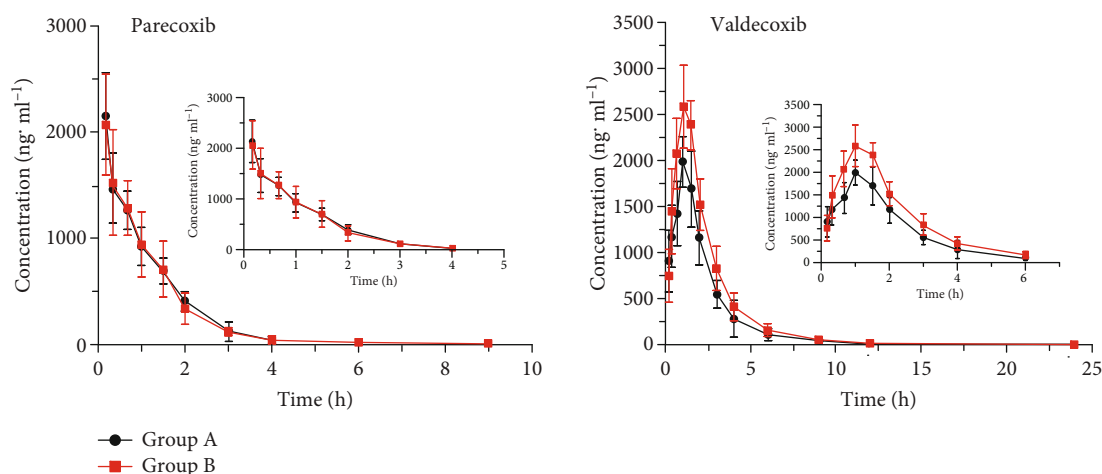 Parecoxib
Concentration (ng· ml⁻¹)
3000
2000
1000
0
0 2 4 6 8 10
Time (h)
Concentration (ng· ml⁻¹)
3000
2000
1000
0
0 1 2 3 4 5
Time (h)
Valdecoxib
Concentration (ng· ml⁻¹)
3500
3000
2500
2000
1500
1000
500
0
0 5 10 15 20 25
Time (h)
Concentration (ng· ml⁻¹)
3500
3000
2500
2000
1500
1000
500
0
0 2 4 6
Time (h)
Group A
Group B